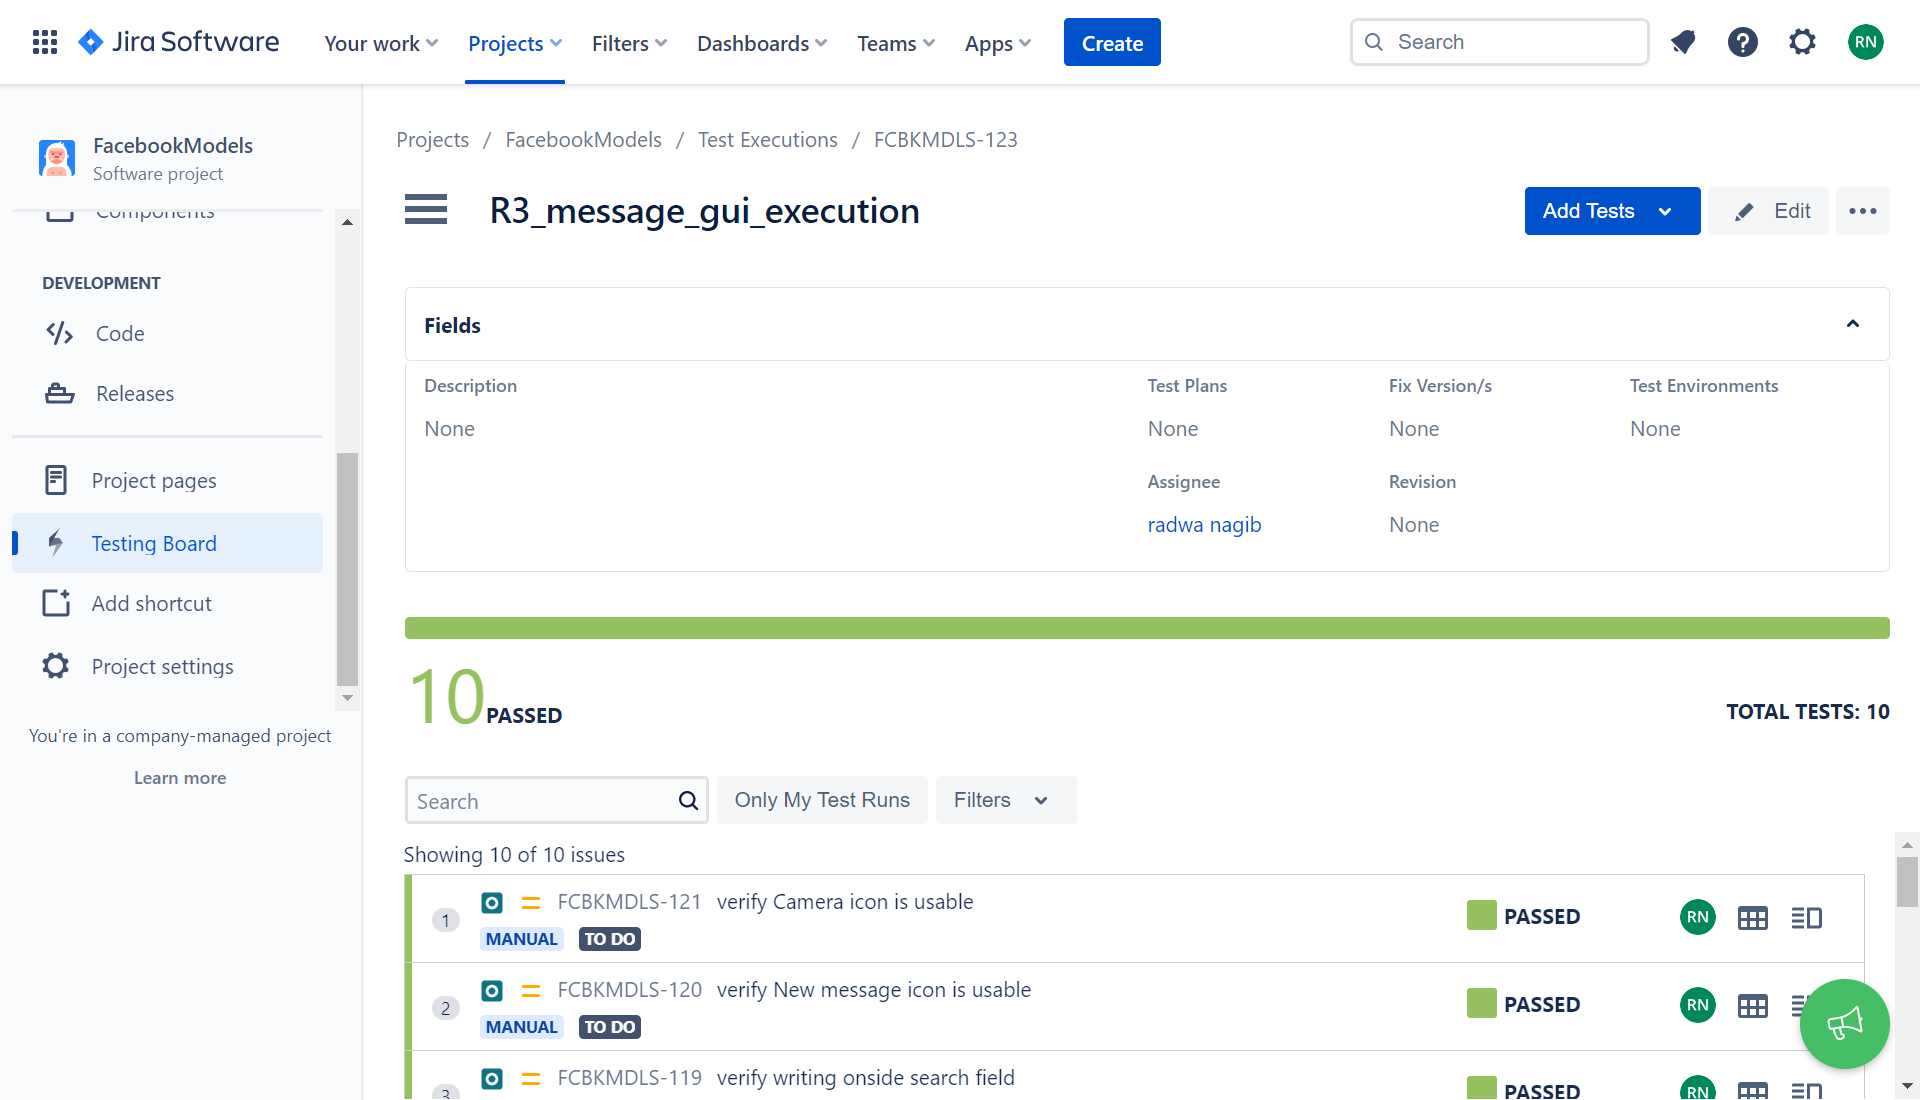 Jira Software Your work Projects Filters Dashboards Teams Apps Create Search ? RN
FacebookModels
Software project
Components
DEVELOPMENT
Code
Releases
Project pages
Testing Board
Add shortcut
Project settings
You're in a company-managed project
Learn more
Projects / FacebookModels / Test Executions / FCBKMDLS-123
R3_message_gui_execution Add Tests Edit
Fields
Description Test Plans Fix Version/s Test Environments
None None None None
Assignee Revision
radwa nagib None
10 PASSED TOTAL TESTS: 10
Search Only My Test Runs Filters
Showing 10 of 10 issues
1 FCBKMDLS-121 verify Camera icon is usable PASSED RN
MANUAL TO DO
2 FCBKMDLS-120 verify New message icon is usable PASSED RN
MANUAL TO DO
3 FCBKMDLS-119 verify writing onside search field PASSED RN